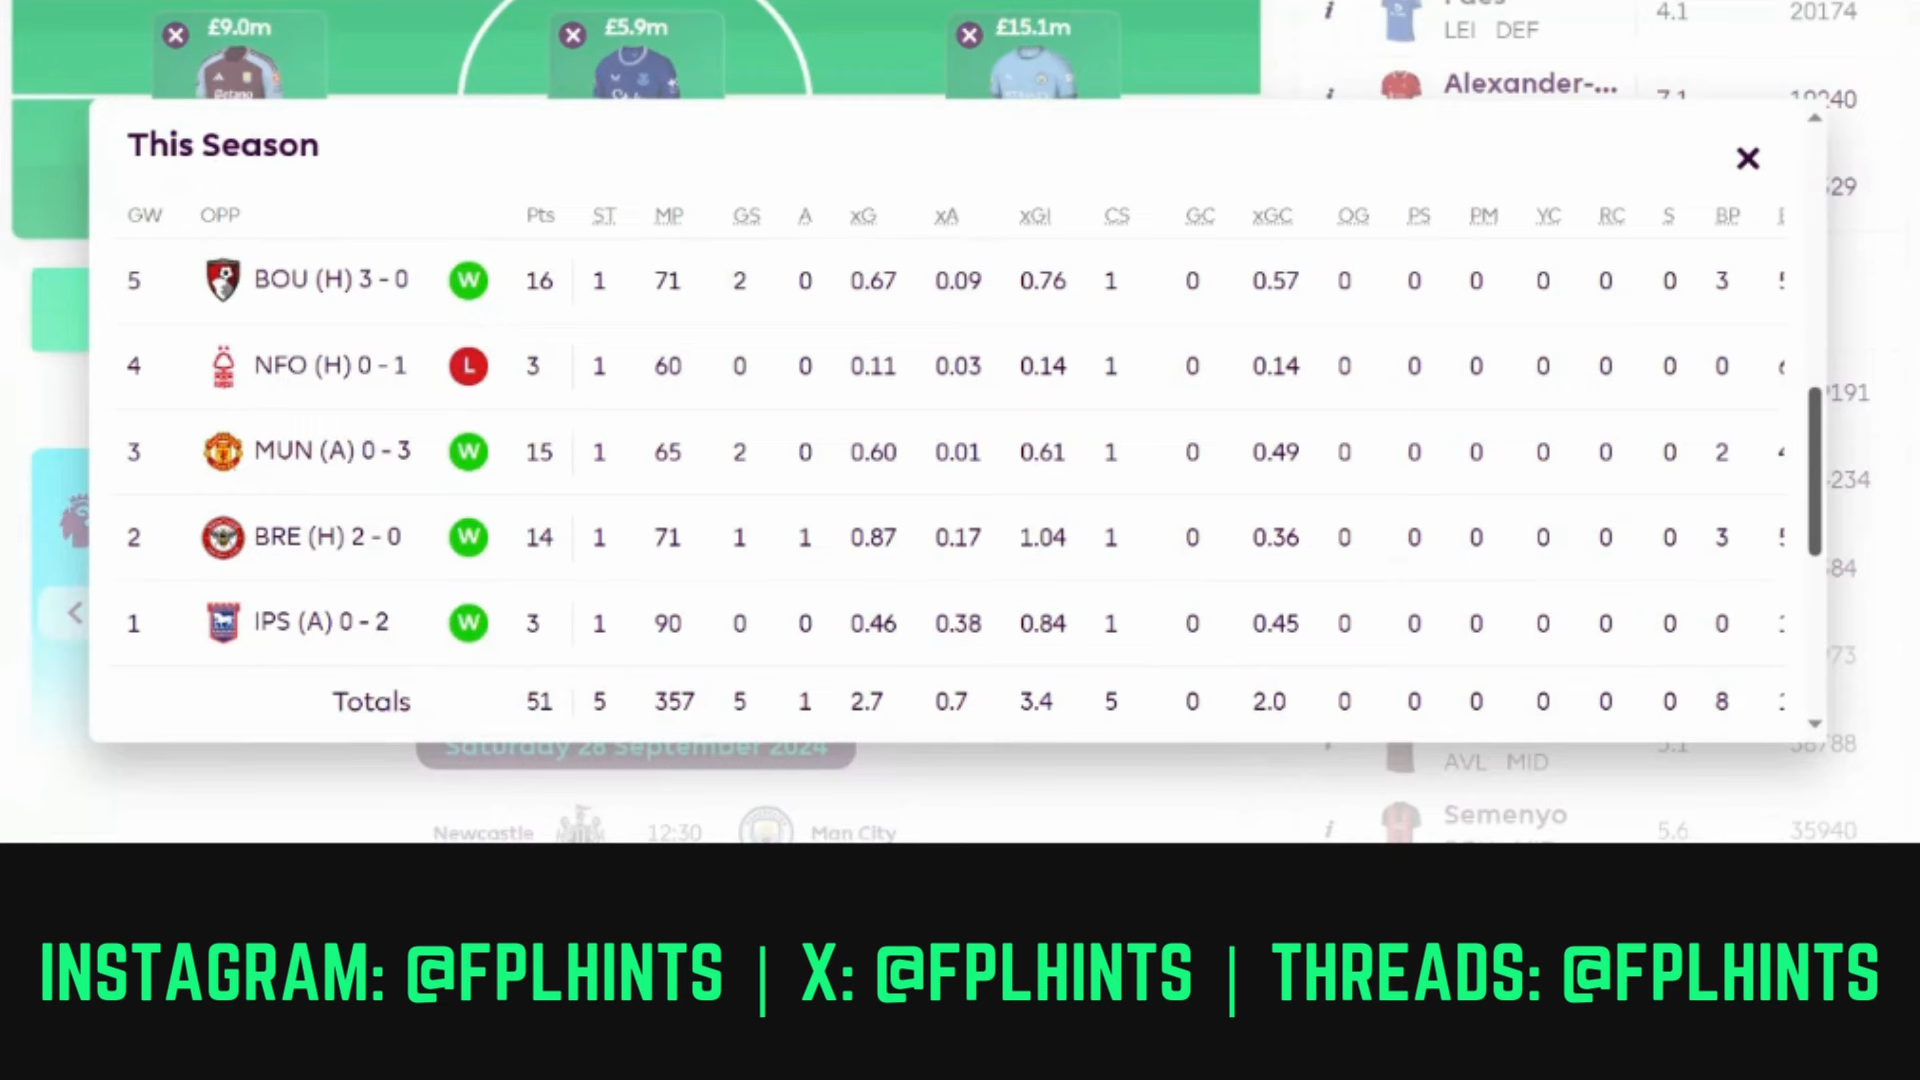 £9.0m £5.9m £15.1m
LEI DEF 4.1 20174
Alexander-...
This Season
GW OPP Pts ST MP GS A xG xA xGI CS GC xGC OG PS PM YC RC S BP
5 BOU (H) 3 - 0 W 16 1 71 2 0 0.67 0.09 0.76 1 0 0.57 0 0 0 0 0 0 3
4 NFO (H) 0 - 1 L 3 1 60 0 0 0.11 0.03 0.14 1 0 0.14 0 0 0 0 0 0 0
3 MUN (A) 0 - 3 W 15 1 65 2 0 0.60 0.01 0.61 1 0 0.49 0 0 0 0 0 0 2
2 BRE (H) 2 - 0 W 14 1 71 1 1 0.87 0.17 1.04 1 0 0.36 0 0 0 0 0 0 3
1 IPS (A) 0 - 2 W 3 1 90 0 0 0.46 0.38 0.84 1 0 0.45 0 0 0 0 0 0 0
Totals 51 5 357 5 1 2.7 0.7 3.4 5 0 2.0 0 0 0 0 0 0 8
Saturday 28 September 2024
AVL MID
Newcastle 12:30 Man City
Semenyo 5.6 35940
INSTAGRAM: @FPLHINTS | X: @FPLHINTS | THREADS: @FPLHINTS